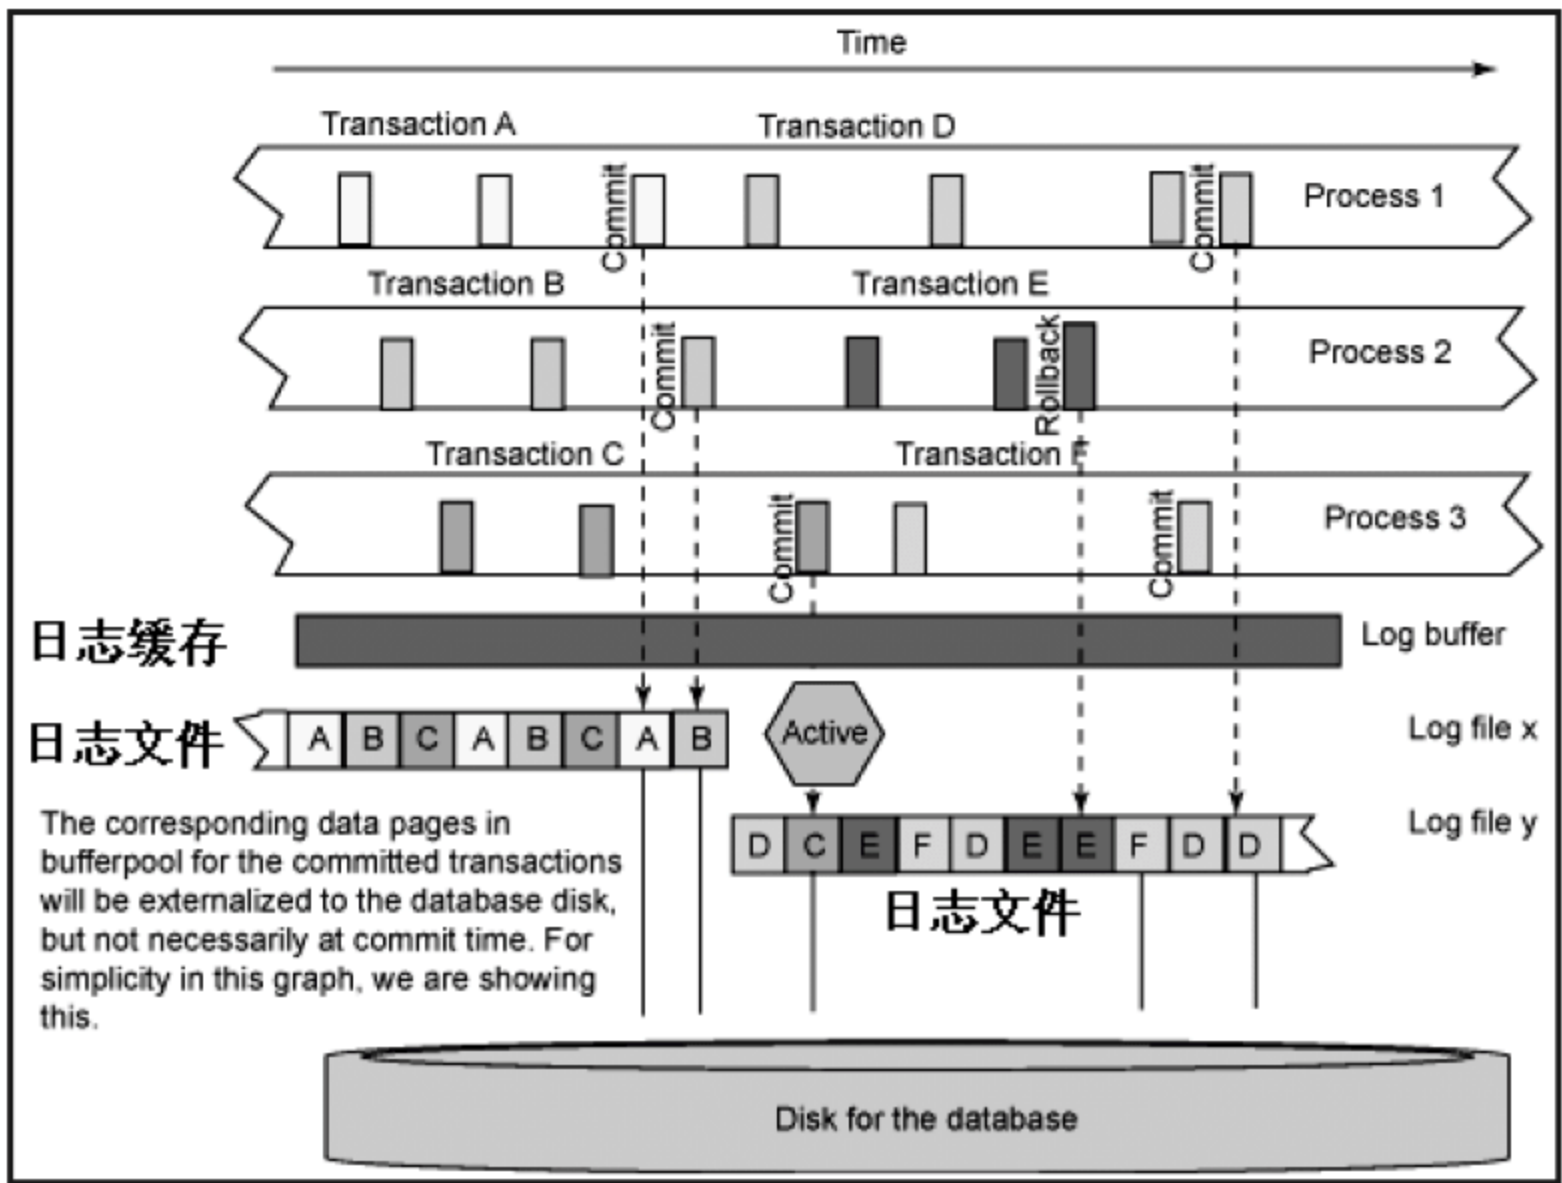 Time
Transaction A
Transaction D
Commit
Commit
Process 1
Transaction B
Transaction E
Commit
Rollback
Process 2
Transaction C
Transaction F
Commit
Commit
Process 3
日志缓存
Log buffer
日志文件
A B C A B C A B
Active
Log file x
D C E F D E E F D D
Log file y
日志文件
The corresponding data pages in
bufferpool for the committed transactions
will be externalized to the database disk,
but not necessarily at commit time. For
simplicity in this graph, we are showing
this.
Disk for the database